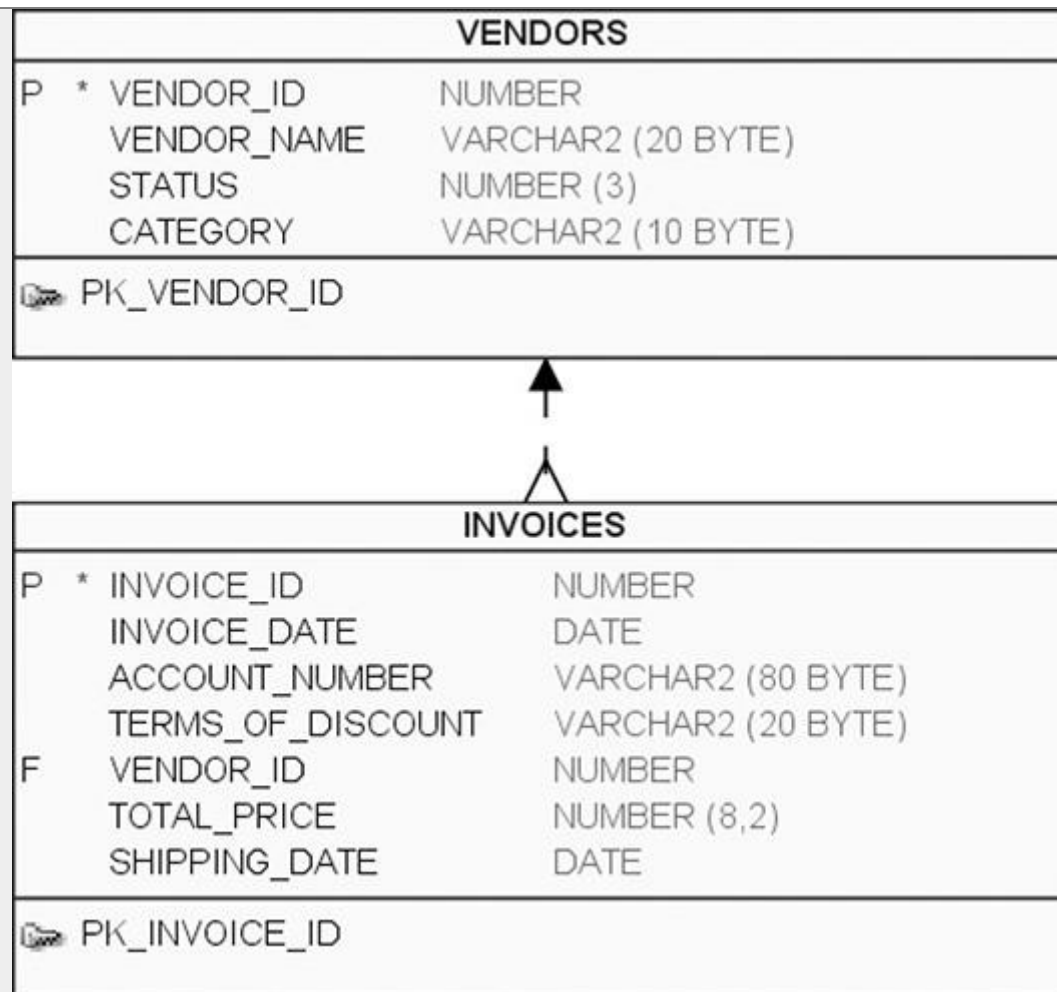 VENDORS
P * VENDOR_ID NUMBER
VENDOR_NAME VARCHAR2 (20 BYTE)
STATUS NUMBER (3)
CATEGORY VARCHAR2 (10 BYTE)
PK_VENDOR_ID
INVOICES
P * INVOICE_ID NUMBER
INVOICE_DATE DATE
ACCOUNT_NUMBER VARCHAR2 (80 BYTE)
TERMS_OF_DISCOUNT VARCHAR2 (20 BYTE)
F VENDOR_ID NUMBER
TOTAL_PRICE NUMBER (8,2)
SHIPPING_DATE DATE
PK_INVOICE_ID